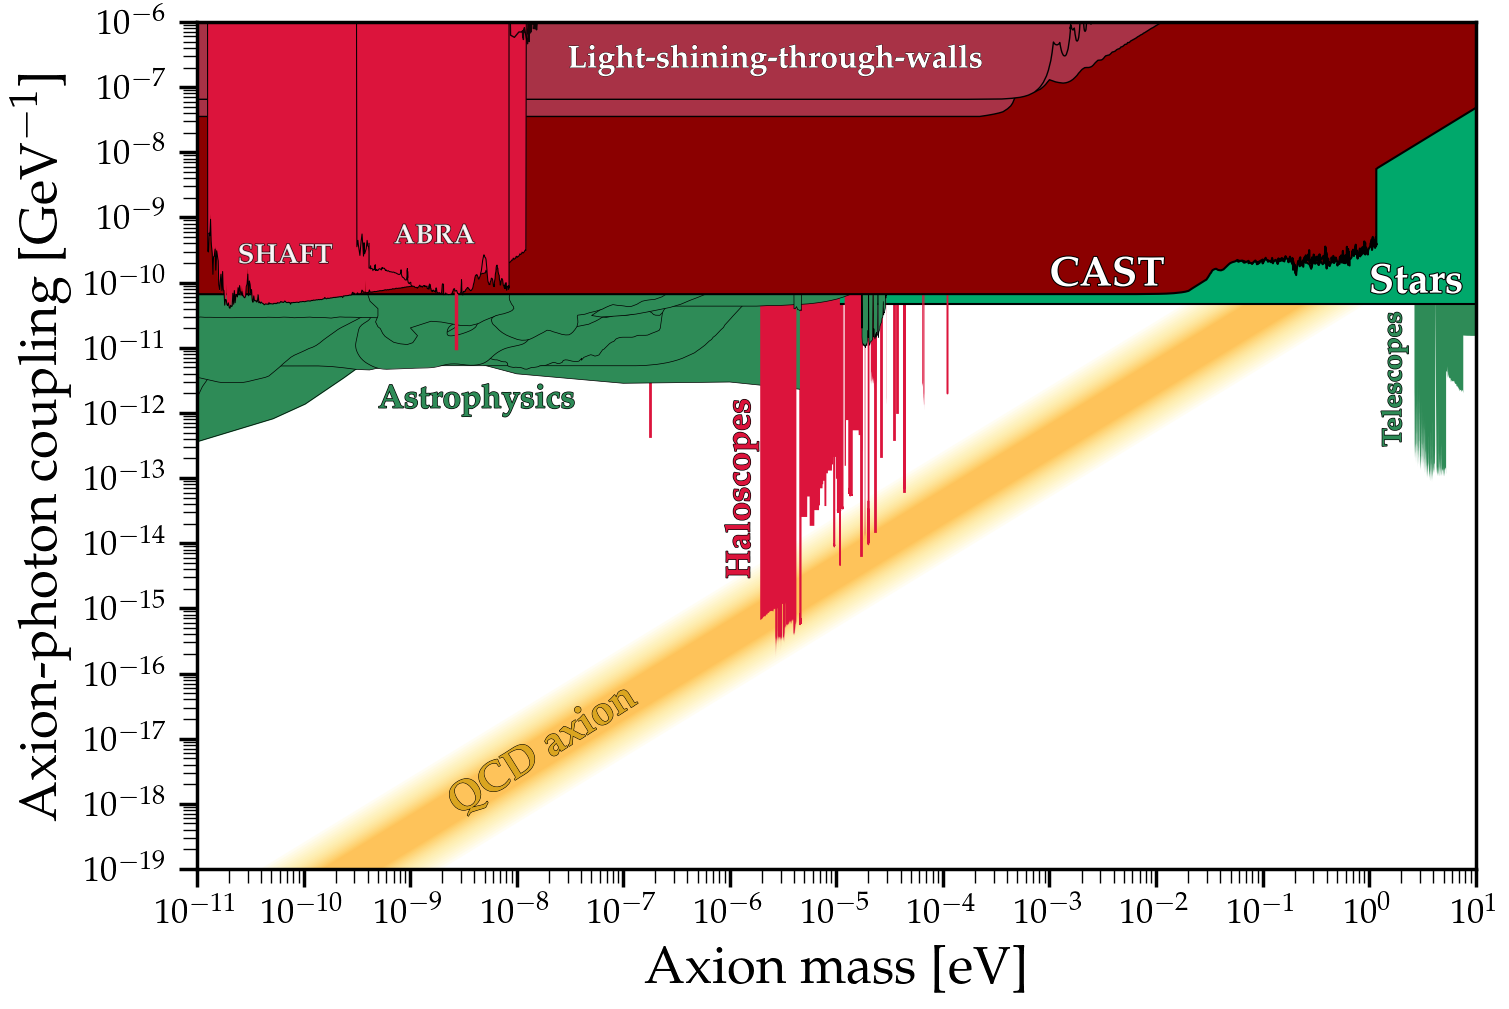 Axion-photon coupling [GeV⁻¹]
10⁻⁶
10⁻⁷
10⁻⁸
10⁻⁹
10⁻¹⁰
10⁻¹¹
10⁻¹²
10⁻¹³
10⁻¹⁴
10⁻¹⁵
10⁻¹⁶
10⁻¹⁷
10⁻¹⁸
10⁻¹⁹
Light-shining-through-walls
SHAFT
ABRA
CAST
Stars
Astrophysics
Haloscopes
Telescopes
QCD axion
10⁻¹¹ 10⁻¹⁰ 10⁻⁹ 10⁻⁸ 10⁻⁷ 10⁻⁶ 10⁻⁵ 10⁻⁴ 10⁻³ 10⁻² 10⁻¹ 10⁰ 10¹
Axion mass [eV]